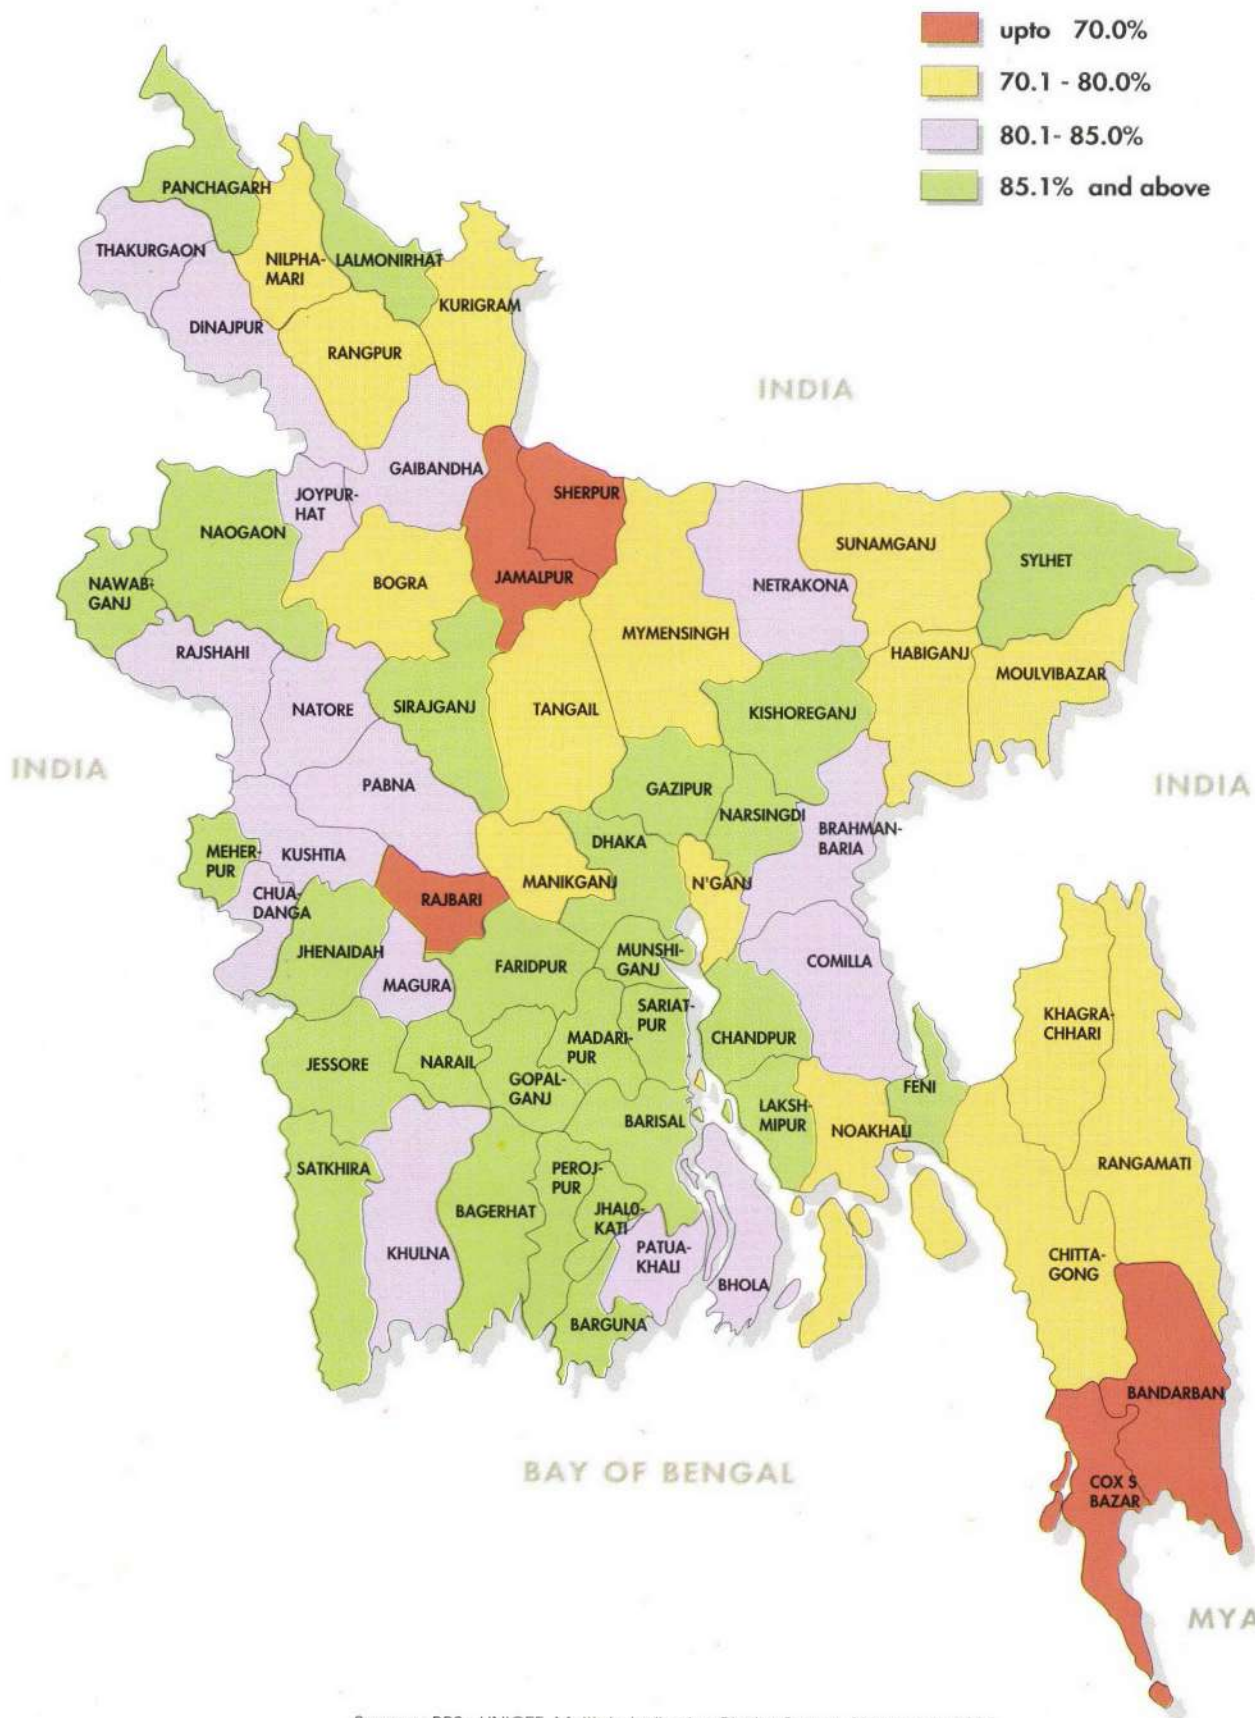 upto 70.0%
70.1 - 80.0%
80.1- 85.0%
85.1% and above
PANCHAGARH
THAKURGAON
NILPHA-
MARI
LALMONIRHAT
KURIGRAM
DINAJPUR
RANGPUR
INDIA
GAIBANDHA
JOYPUR-
HAT
SHERPUR
NAOGAON
BOGRA
JAMALPUR
NETRAKONA
SUNAMGANJ
SYLHET
NAWAB-
GANJ
RAJSHAHI
MYMENSINGH
HABIGANJ
MOULVIBAZAR
NATORE
SIRAJGANJ
TANGAIL
KISHOREGANJ
INDIA
PABNA
GAZIPUR
NARSINGDI
INDIA
MEHER-
PUR
KUSHTIA
DHAKA
BRAHMAN-
BARIA
CHUA-
DANGA
RAJBARI
MANIKGANJ
N'GANJ
JHENAIDAH
MAGURA
FARIDPUR
MUNSHI-
GANJ
COMILLA
SARIAT-
PUR
KHAGRA-
CHHARI
JESSORE
NARAIL
GOPAL-
GANJ
MADARI-
PUR
CHANDPUR
FENI
BARISAL
LAKSH-
MIPUR
NOAKHALI
SATKHIRA
PEROJ-
PUR
RANGAMATI
BAGERHAT
JHALO-
KATI
KHULNA
PATUA-
KHALI
BHOLA
CHITTA-
GONG
BARGUNA
BANDARBAN
BAY OF BENGAL
COX S
BAZAR
MYA